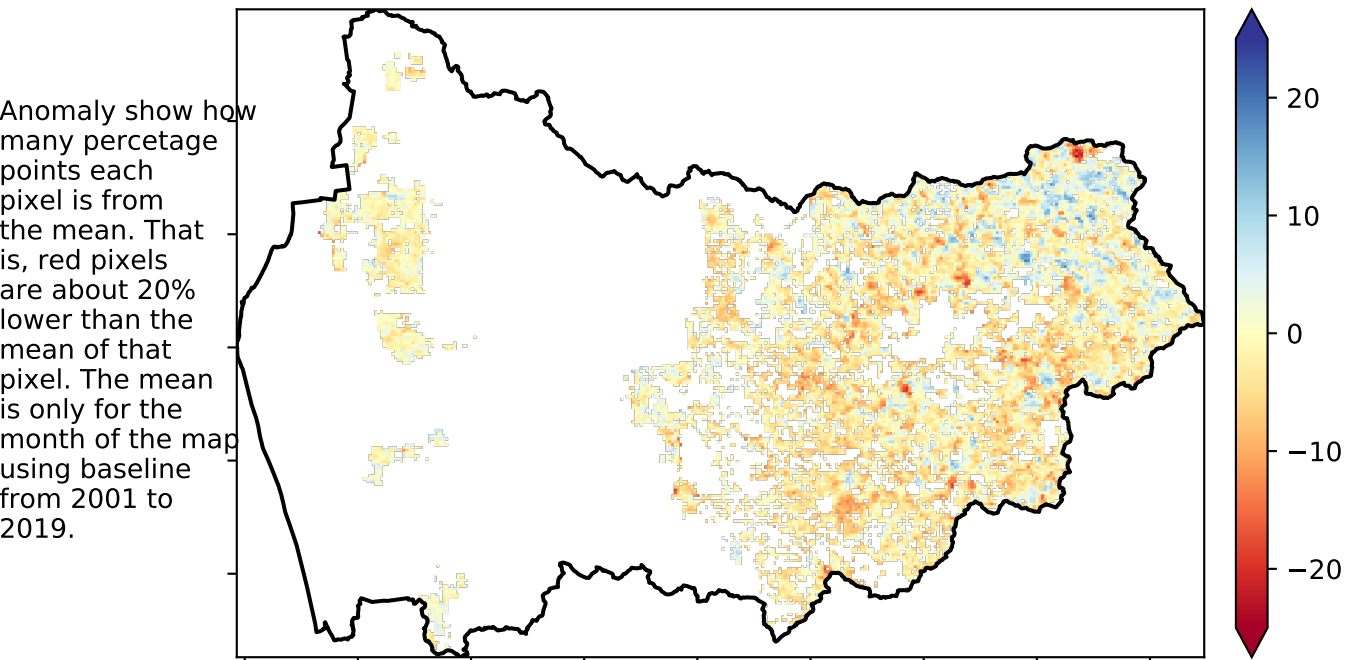 Anomaly show how
many percetage
points each
pixel is from
the mean. That
is, red pixels
are about 20%
lower than the
mean of that
pixel. The mean
is only for the
month of the map
using baseline
from 2001 to
2019.
20
10
0
−10
−20